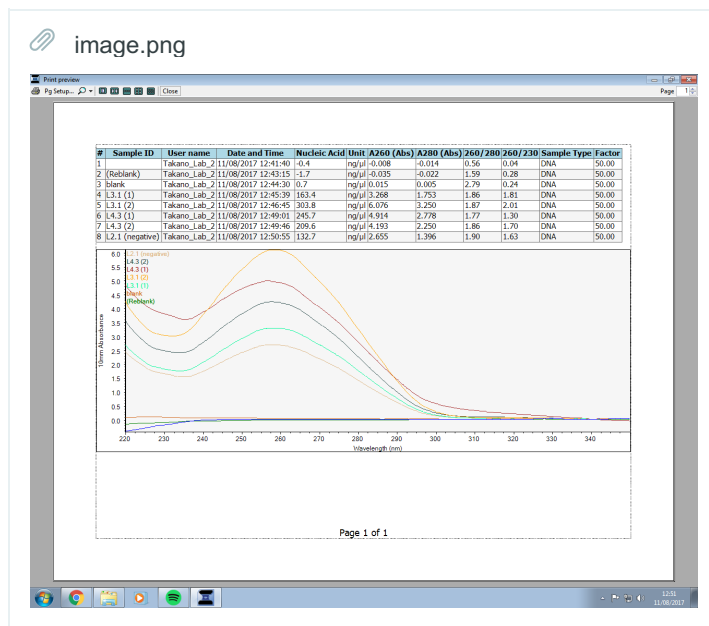 image.png
Print preview
Pg Setup... Close Page 1
# Sample ID User name Date and Time Nucleic Acid Unit A260 (Abs) A280 (Abs) 260/280 260/230 Sample Type Factor
1 Takano_Lab_2 11/08/2017 12:41:40 -0.4 ng/µl -0.008 -0.014 0.56 0.04 DNA 50.00
2 (Reblank) Takano_Lab_2 11/08/2017 12:43:15 -1.7 ng/µl -0.035 -0.022 1.59 0.28 DNA 50.00
3 blank Takano_Lab_2 11/08/2017 12:44:30 0.7 ng/µl 0.015 0.005 2.79 0.24 DNA 50.00
4 L3.1 (1) Takano_Lab_2 11/08/2017 12:45:39 163.4 ng/µl 3.268 1.753 1.86 1.81 DNA 50.00
5 L3.1 (2) Takano_Lab_2 11/08/2017 12:46:45 303.8 ng/µl 6.076 3.250 1.87 2.01 DNA 50.00
6 L4.3 (1) Takano_Lab_2 11/08/2017 12:49:01 245.7 ng/µl 4.914 2.778 1.77 1.30 DNA 50.00
7 L4.3 (2) Takano_Lab_2 11/08/2017 12:49:46 209.6 ng/µl 4.193 2.250 1.86 1.70 DNA 50.00
8 L2.1 (negative) Takano_Lab_2 11/08/2017 12:50:55 132.7 ng/µl 2.655 1.396 1.90 1.63 DNA 50.00
L2.1 (negative)
L4.3 (2)
L4.3 (1)
L3.1 (2)
L3.1 (1)
blank
(Reblank)
10mm Absorbance
6.0
5.5
5.0
4.5
4.0
3.5
3.0
2.5
2.0
1.5
1.0
0.5
0.0
220 230 240 250 260 270 280 290 300 310 320 330 340
Wavelength (nm)
Page 1 of 1
12:51
11/08/2017